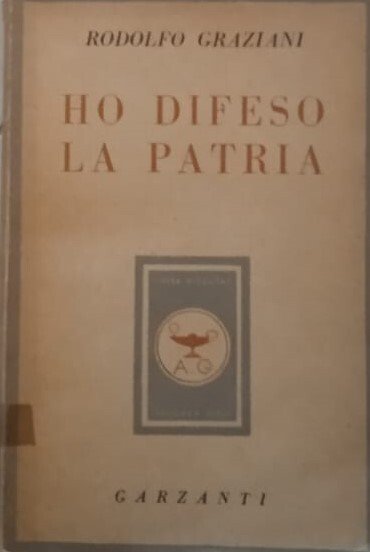 RODOLFO GRAZIANI
HO DIFESO
LA PATRIA
O P
A G
GARZANTI